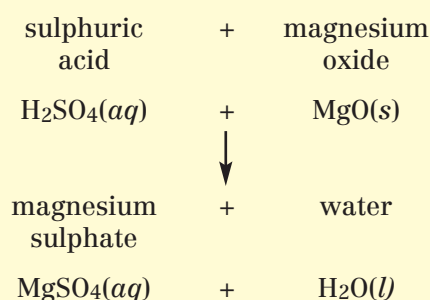 sulphuric + magnesium
acid oxide
H₂SO₄(aq) + MgO(s)
magnesium + water
sulphate
MgSO₄(aq) + H₂O(l)